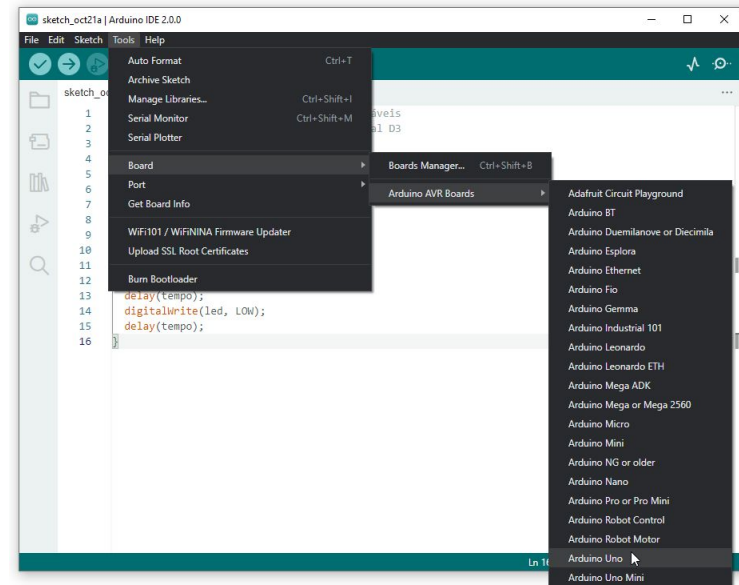 sketch_oct21a | Arduino IDE 2.0.0
File Edit Sketch Tools Help
Auto Format Ctrl+T
Archive Sketch
Manage Libraries... Ctrl+Shift+I
Serial Monitor Ctrl+Shift+M
Serial Plotter
Board
Port
Get Board Info
WiFi101 / WiFiNINA Firmware Updater
Upload SSL Root Certificates
Burn Bootloader
Boards Manager... Ctrl+Shift+B
Arduino AVR Boards
Adafruit Circuit Playground
Arduino BT
Arduino Duemilanove or Diecimila
Arduino Esplora
Arduino Ethernet
Arduino Fio
Arduino Gemma
Arduino Industrial 101
Arduino Leonardo
Arduino Leonardo ETH
Arduino Mega ADK
Arduino Mega or Mega 2560
Arduino Micro
Arduino Mini
Arduino NG or older
Arduino Nano
Arduino Pro or Pro Mini
Arduino Robot Control
Arduino Robot Motor
Arduino Uno
Arduino Uno Mini
sketch_oc
...
1 áveis
2 al D3
3
4
5
6
7
8
9
10
11
12
13 delay(tempo);
14 digitalWrite(led, LOW);
15 delay(tempo);
16 }
Ln 16